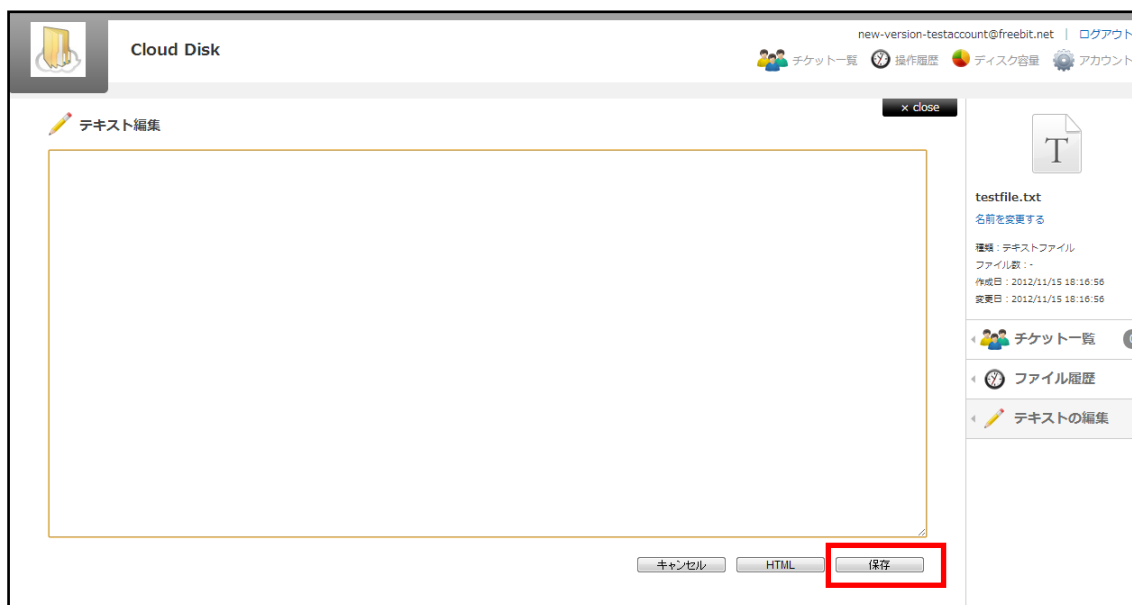 new-version-testaccount@freebit.net | ログアウト
Cloud Disk
チケット一覧 操作履歴 ディスク容量 アカウント
× close
テキスト編集
T
testfile.txt
名前を変更する
種類：テキストファイル
ファイル数：-
作成日：2012/11/15 18:16:56
変更日：2012/11/15 18:16:56
チケット一覧
ファイル履歴
テキストの編集
キャンセル HTML 保存